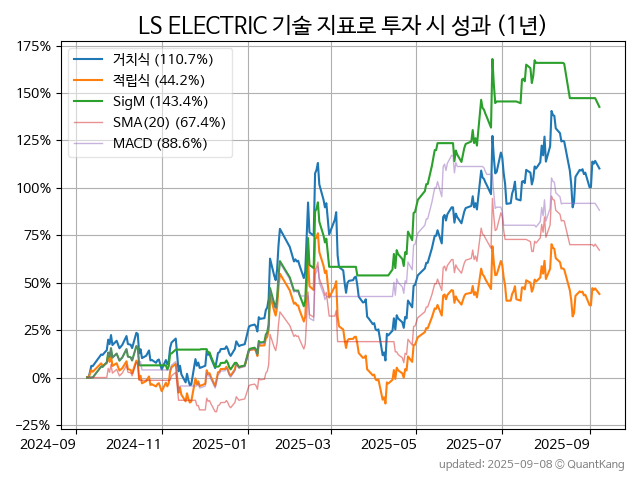 LS ELECTRIC 기술 지표로 투자 시 성과 (1년)
175%
150%
125%
100%
75%
50%
25%
0%
−25%
거치식 (110.7%)
적립식 (44.2%)
SigM (143.4%)
SMA(20) (67.4%)
MACD (88.6%)
2024-09 2024-11 2025-01 2025-03 2025-05 2025-07 2025-09
updated: 2025-09-08 © QuantKang